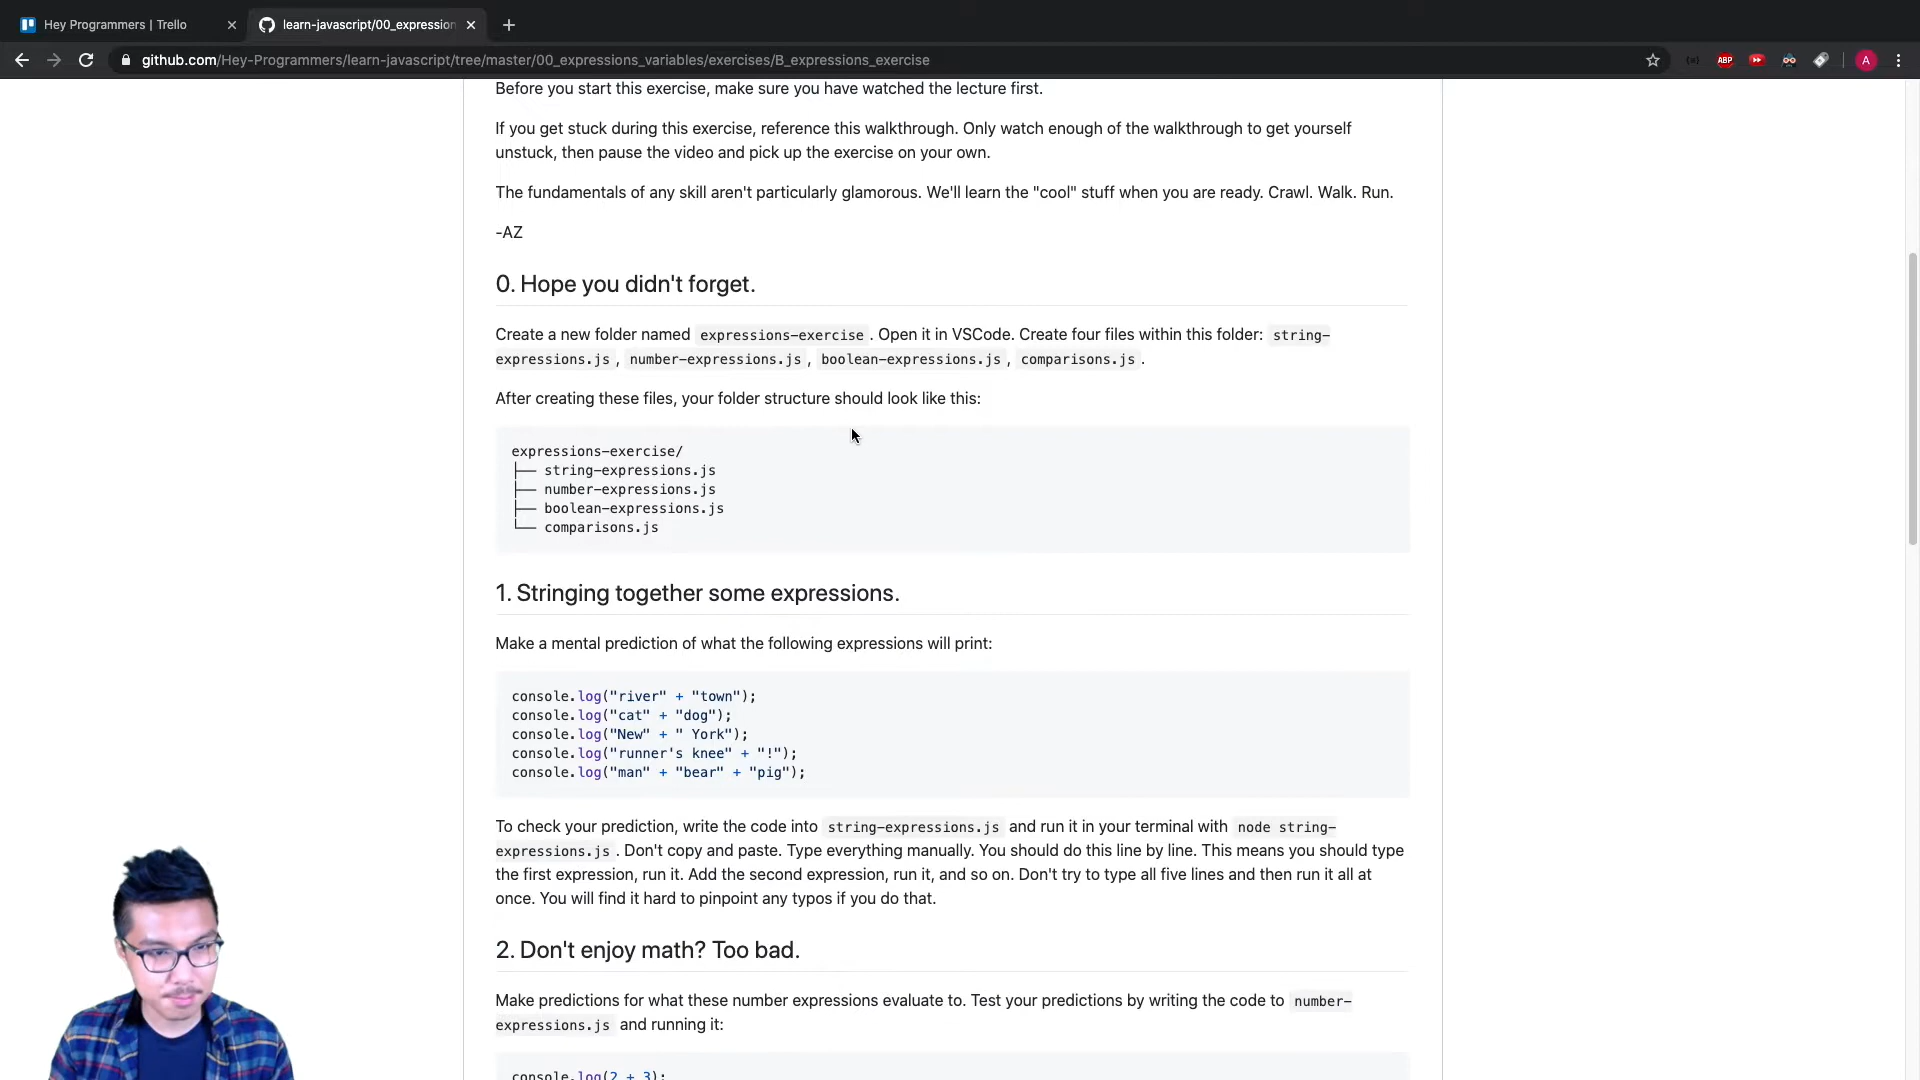 Hey Programmers | Trello
learn-javascript/00_expression
github.com/Hey-Programmers/learn-javascript/tree/master/00_expressions_variables/exercises/B_expressions_exercise
ABP
A
Before you start this exercise, make sure you have watched the lecture first.
If you get stuck during this exercise, reference this walkthrough. Only watch enough of the walkthrough to get yourself
unstuck, then pause the video and pick up the exercise on your own.
The fundamentals of any skill aren't particularly glamorous. We'll learn the "cool" stuff when you are ready. Crawl. Walk. Run.
-AZ
0. Hope you didn't forget.
Create a new folder named expressions-exercise . Open it in VSCode. Create four files within this folder: string-
expressions.js , number-expressions.js , boolean-expressions.js , comparisons.js .
After creating these files, your folder structure should look like this:
expressions-exercise/
├── string-expressions.js
├── number-expressions.js
├── boolean-expressions.js
└── comparisons.js
1. Stringing together some expressions.
Make a mental prediction of what the following expressions will print:
console.log("river" + "town");
console.log("cat" + "dog");
console.log("New" + " York");
console.log("runner's knee" + "!");
console.log("man" + "bear" + "pig");
To check your prediction, write the code into string-expressions.js and run it in your terminal with node string-
expressions.js . Don't copy and paste. Type everything manually. You should do this line by line. This means you should type
the first expression, run it. Add the second expression, run it, and so on. Don't try to type all five lines and then run it all at
once. You will find it hard to pinpoint any typos if you do that.
2. Don't enjoy math? Too bad.
Make predictions for what these number expressions evaluate to. Test your predictions by writing the code to number-
expressions.js and running it:
console.log(2 + 3);